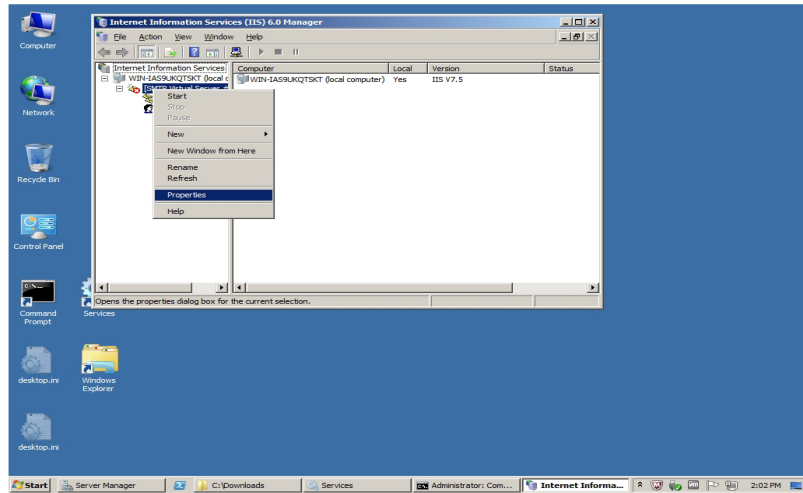 Internet Information Services (IIS) 6.0 Manager
File Action View Window Help
Internet Information Services
Computer Local Version Status
WIN-IAS9UKQTSKT (local c
WIN-IAS9UKQTSKT (local computer) Yes IIS V7.5
[SMTP Virtual Server #
Start
Stop
Pause
New
New Window from Here
Rename
Refresh
Properties
Help
Opens the properties dialog box for the current selection.
Computer
Network
Recycle Bin
Control Panel
Command
Prompt
Services
desktop.ini
Windows
Explorer
desktop.ini
Start Server Manager C:\Downloads Services Administrator: Com... Internet Informa... 2:02 PM